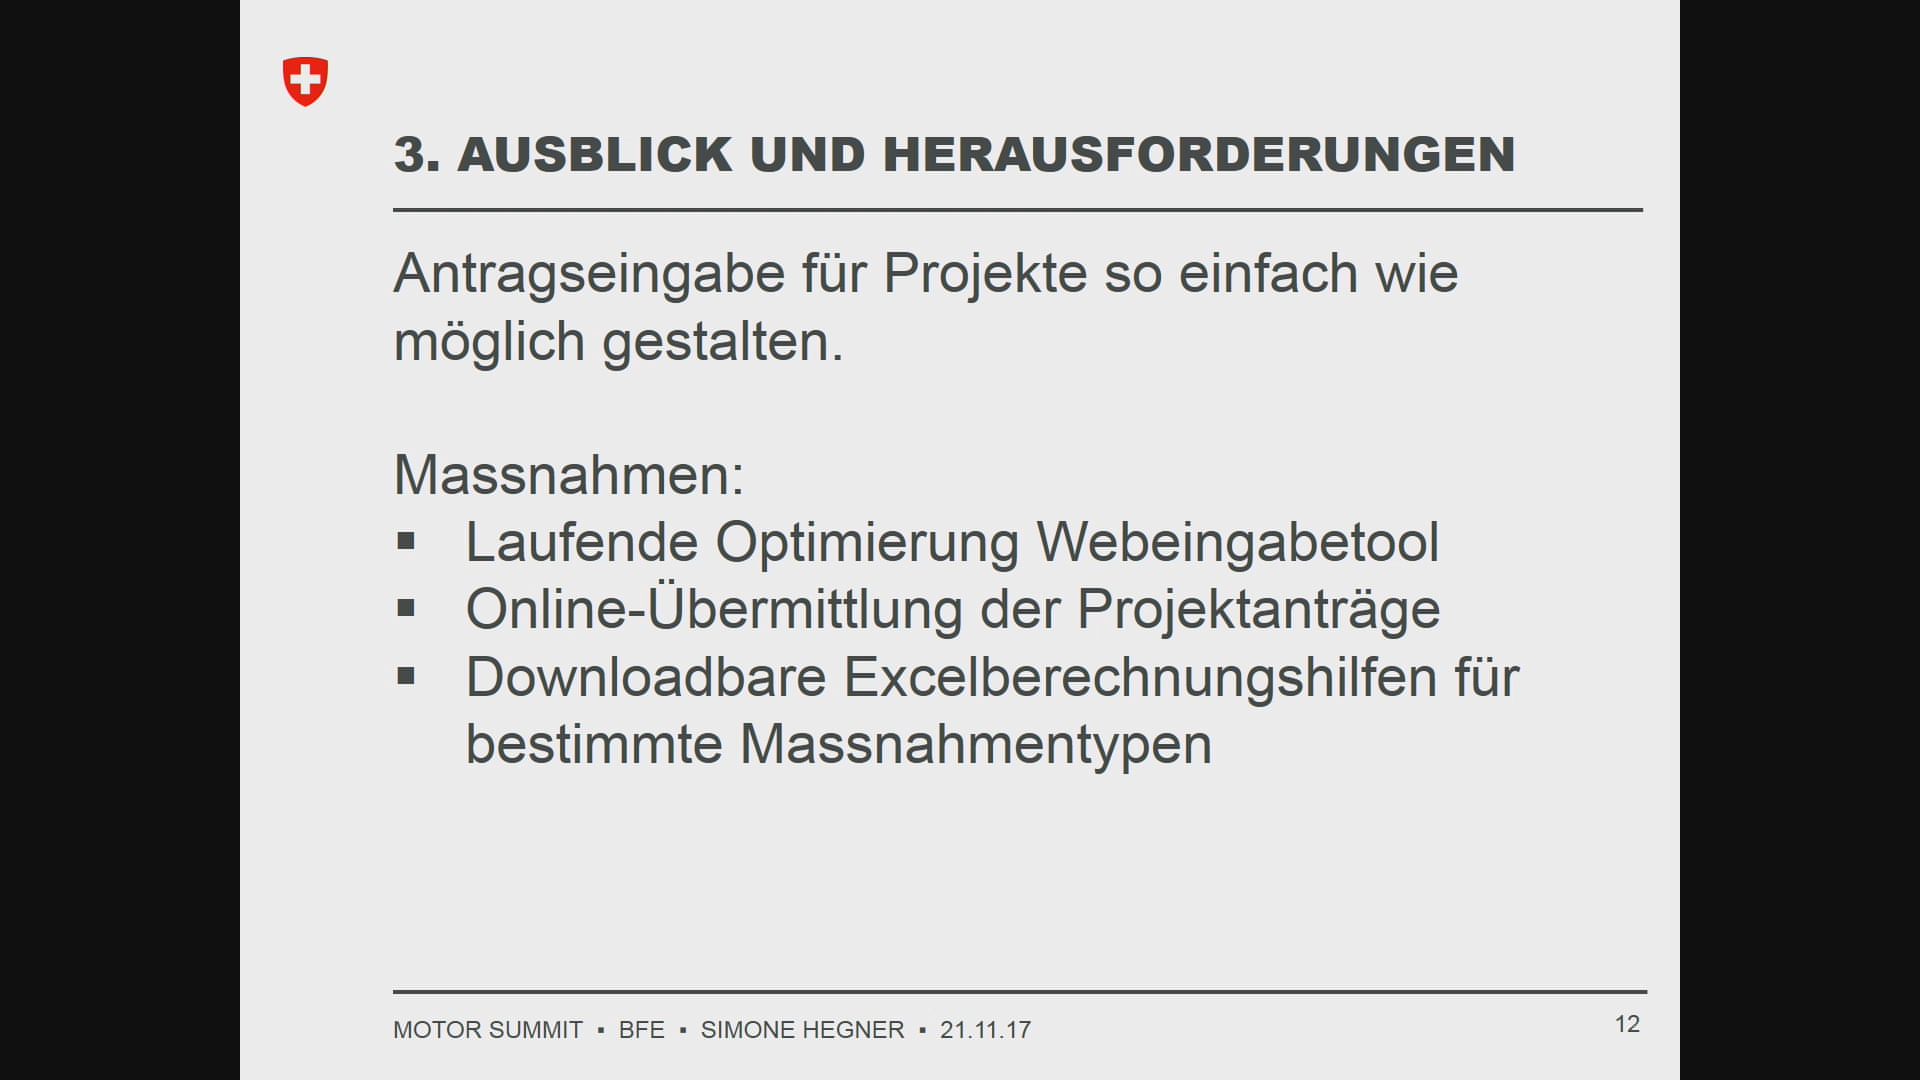 3. AUSBLICK UND HERAUSFORDERUNGEN
Antragseingabe für Projekte so einfach wie
möglich gestalten.
Massnahmen:
▪ Laufende Optimierung Webeingabetool
▪ Online-Übermittlung der Projektanträge
▪ Downloadbare Excelberechnungshilfen für
bestimmte Massnahmentypen
MOTOR SUMMIT ▪ BFE ▪ SIMONE HEGNER ▪ 21.11.17
12